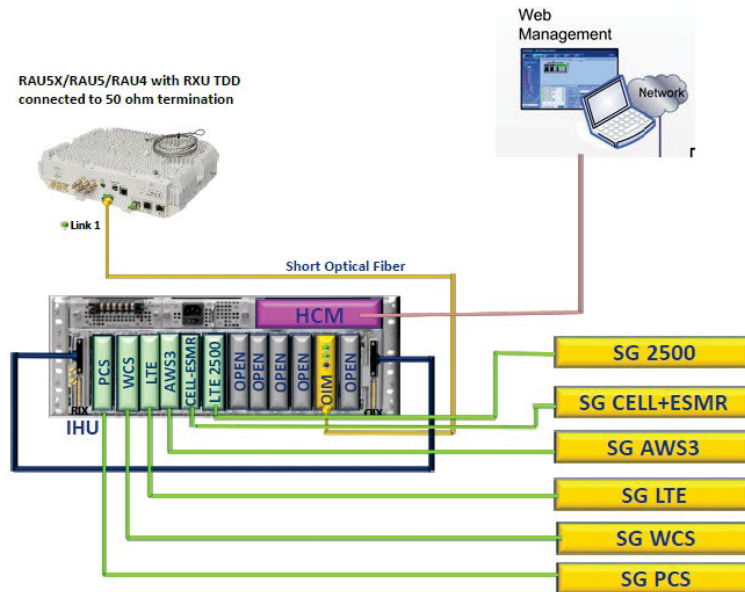 Web
Management
Network
RAU5X/RAU5/RAU4 with RXU TDD
connected to 50 ohm termination
Link 1
Short Optical Fiber
HCM
PCS
WCS
LTE
AWS3
CELL-ESMR
LTE 2500
OPEN
OPEN
OPEN
OPEN
OIM
OPEN
RIX
IHU
SG 2500
SG CELL+ESMR
SG AWS3
SG LTE
SG WCS
SG PCS